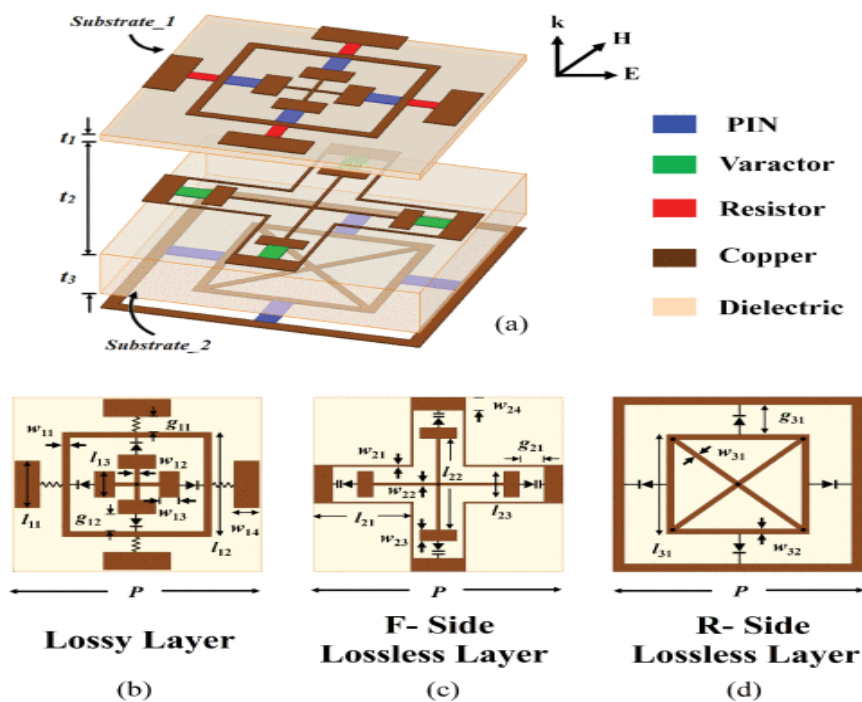 Substrate_1
k
H
E
t1
t2
t3
PIN
Varactor
Resistor
Copper
Dielectric
Substrate_2
(a)
w11
g11
l13
w12
l11
g12
w13
w14
l12
P
Lossy Layer
(b)
w24
w21
g21
l22
w22
l21
l23
w23
P
F- Side
Lossless Layer
(c)
g31
w31
l31
w32
P
R- Side
Lossless Layer
(d)